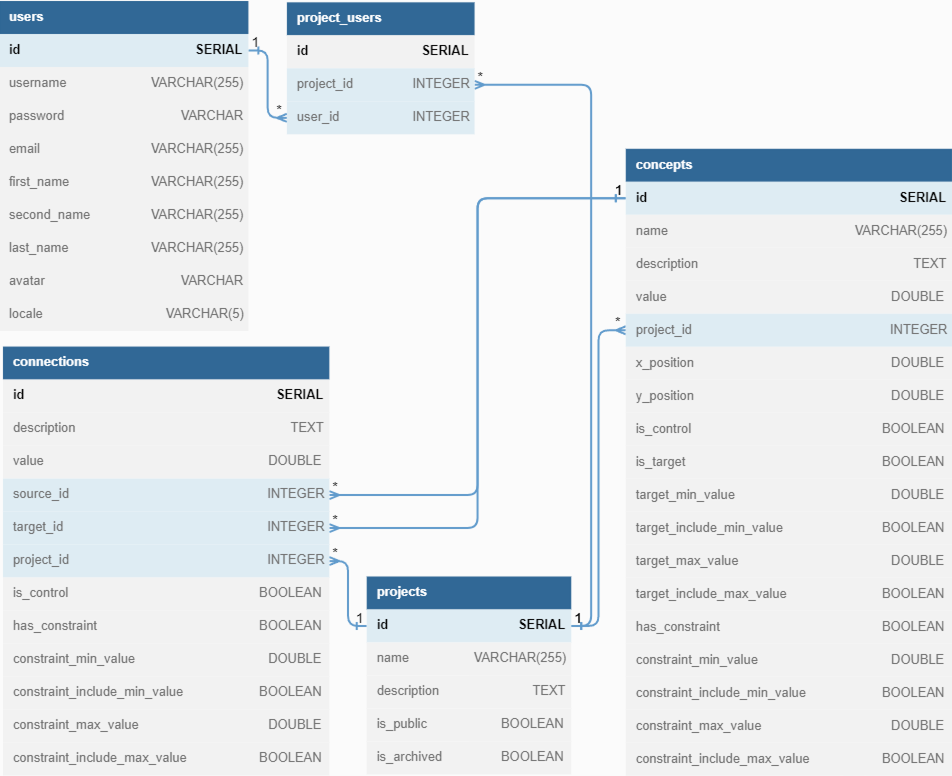 users
id SERIAL
username VARCHAR(255)
password VARCHAR
email VARCHAR(255)
first_name VARCHAR(255)
second_name VARCHAR(255)
last_name VARCHAR(255)
avatar VARCHAR
locale VARCHAR(5)
1
*
project_users
id SERIAL
project_id INTEGER
user_id INTEGER
*
concepts
1
id SERIAL
name VARCHAR(255)
description TEXT
value DOUBLE
*
project_id INTEGER
x_position DOUBLE
y_position DOUBLE
is_control BOOLEAN
is_target BOOLEAN
target_min_value DOUBLE
target_include_min_value BOOLEAN
target_max_value DOUBLE
target_include_max_value BOOLEAN
has_constraint BOOLEAN
constraint_min_value DOUBLE
constraint_include_min_value BOOLEAN
constraint_max_value DOUBLE
constraint_include_max_value BOOLEAN
connections
id SERIAL
description TEXT
value DOUBLE
source_id INTEGER
*
target_id INTEGER
*
project_id INTEGER
*
is_control BOOLEAN
has_constraint BOOLEAN
constraint_min_value DOUBLE
constraint_include_min_value BOOLEAN
constraint_max_value DOUBLE
constraint_include_max_value BOOLEAN
projects
1
id SERIAL
1
name VARCHAR(255)
description TEXT
is_public BOOLEAN
is_archived BOOLEAN